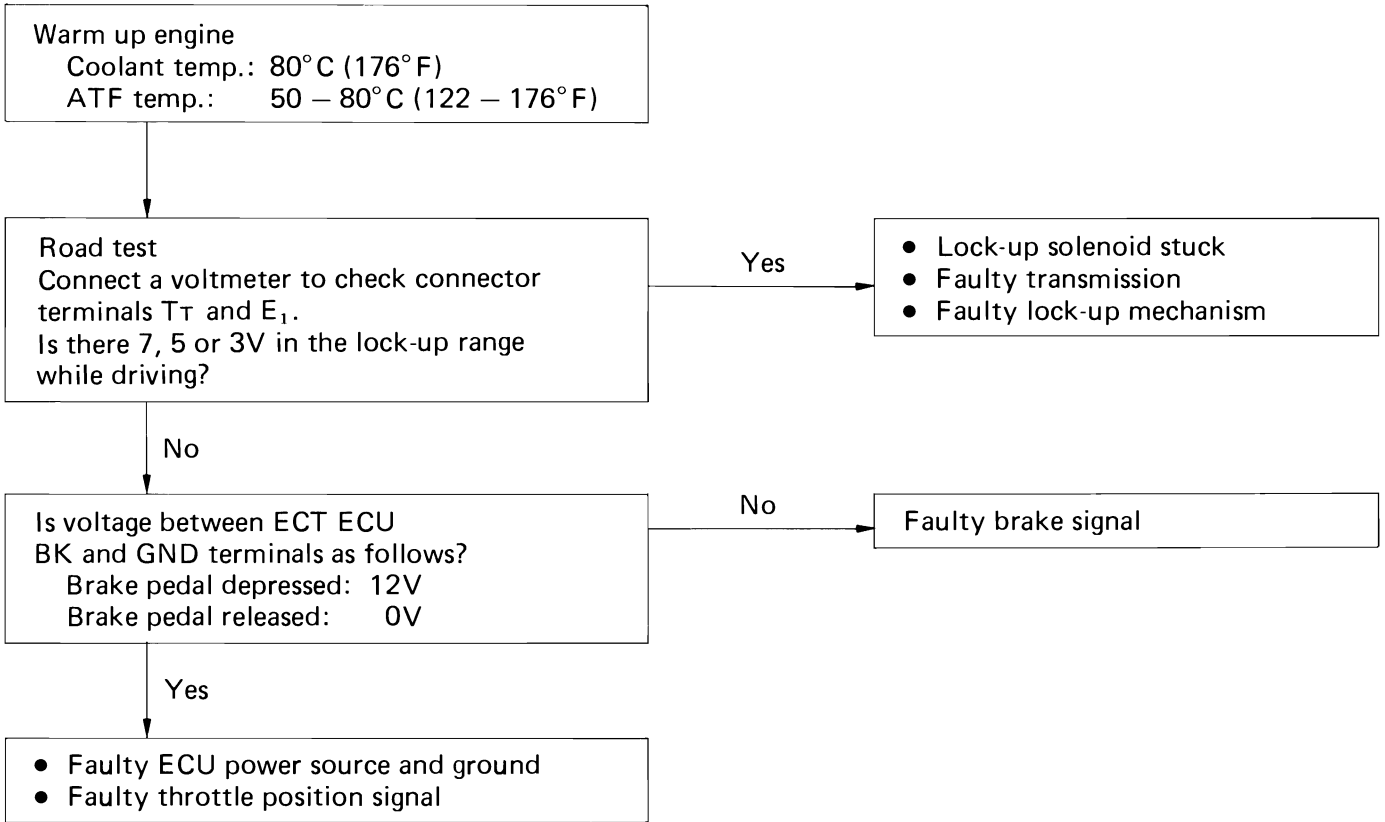 Warm up engine
Coolant temp.: 80°C (176°F)
ATF temp.: 50 – 80°C (122 – 176°F)
Road test
Connect a voltmeter to check connector
terminals Tᴛ and E₁.
Is there 7, 5 or 3V in the lock-up range
while driving?
Yes
● Lock-up solenoid stuck
● Faulty transmission
● Faulty lock-up mechanism
No
Is voltage between ECT ECU
BK and GND terminals as follows?
Brake pedal depressed: 12V
Brake pedal released: 0V
No
Faulty brake signal
Yes
● Faulty ECU power source and ground
● Faulty throttle position signal